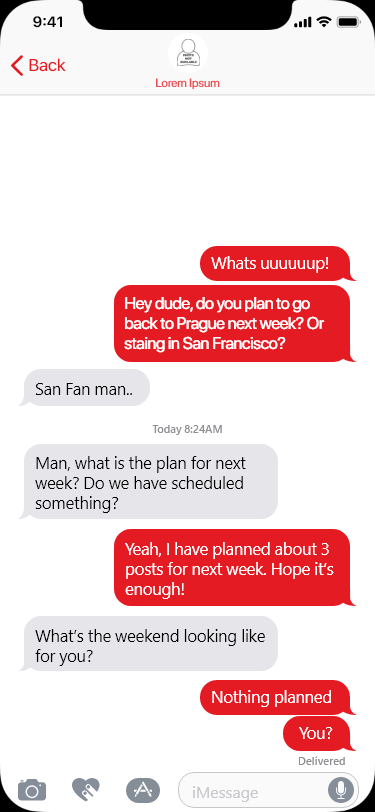 9:41
Back
PHOTO
NOT
AVAILABLE
Lorem Ipsum
Whats uuuuuup!
Hey dude, do you plan to go
back to Prague next week? Or
staing in San Francisco?
San Fan man..
Today 8:24AM
Man, what is the plan for next
week? Do we have scheduled
something?
Yeah, I have planned about 3
posts for next week. Hope it’s
enough!
What’s the weekend looking like
for you?
Nothing planned
You?
Delivered
iMessage